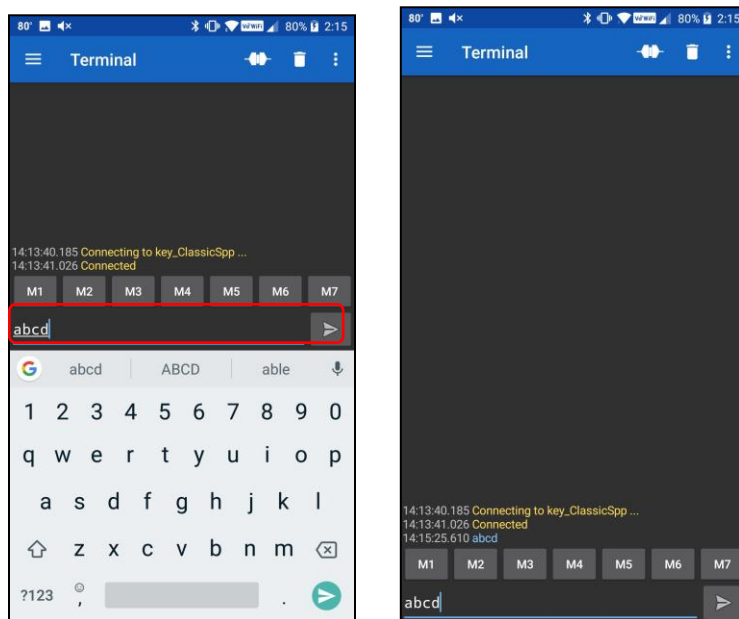 80° 80% 2:15
Terminal
14:13:40.185 Connecting to key_ClassicSpp ...
14:13:41.026 Connected
M1 M2 M3 M4 M5 M6 M7
abcd
abcd ABCD able
1 2 3 4 5 6 7 8 9 0
q w e r t y u i o p
a s d f g h j k l
z x c v b n m
?123 , .
80° 80% 2:15
Terminal
14:13:40.185 Connecting to key_ClassicSpp ...
14:13:41.026 Connected
14:15:25.610 abcd
M1 M2 M3 M4 M5 M6 M7
abcd